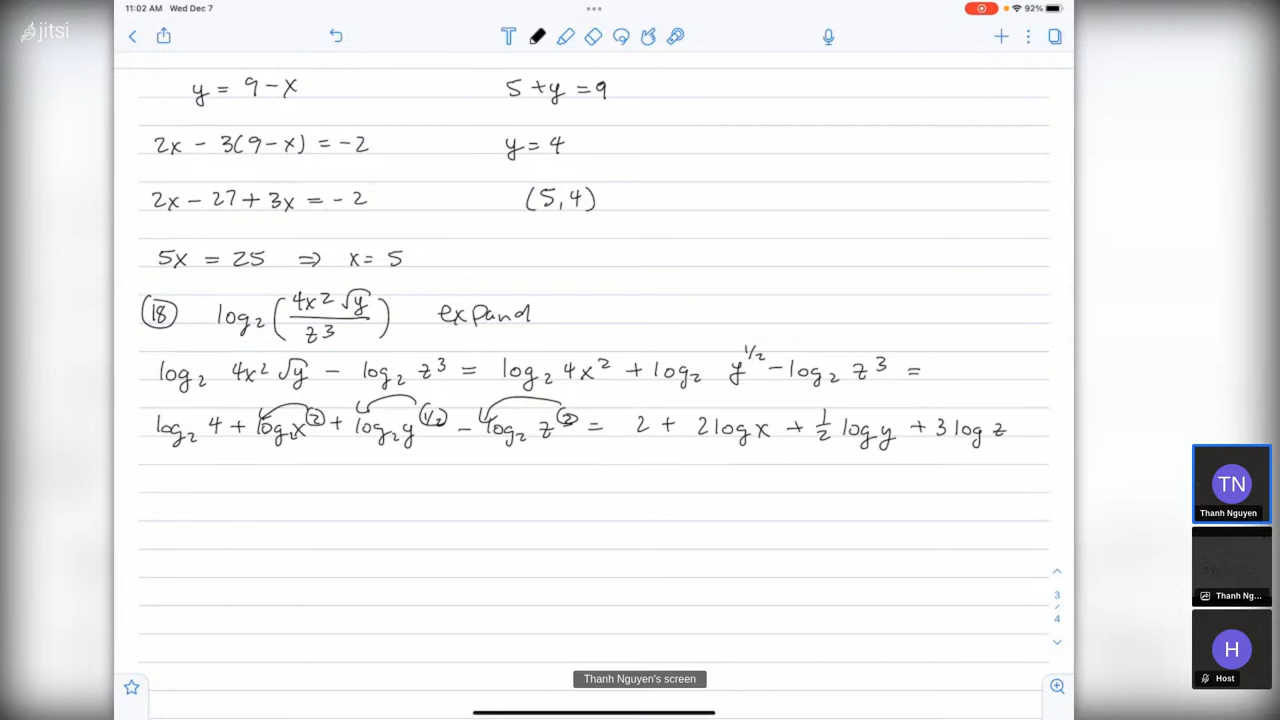 11:02 AM Wed Dec 7
92%
jitsi
y = 9 - x
2x - 3(9 - x) = -2
2x - 27 + 3x = -2
5x = 25 ⇒ x = 5
5 + y = 9
y = 4
(5, 4)
(18) log₂ (4x² √y / z³) expand
log₂ 4x² √y - log₂ z³ = log₂ 4x² + log₂ y^1/2 - log₂ z³ =
log₂ 4 + log₂ x^(2) + log₂ y^(1/2) - log₂ z^(3) = 2 + 2 log x + 1/2 log y + 3 log z
3
/
4
Thanh Nguyen's screen
TN
Thanh Nguyen
Thanh Ng...
H
Host